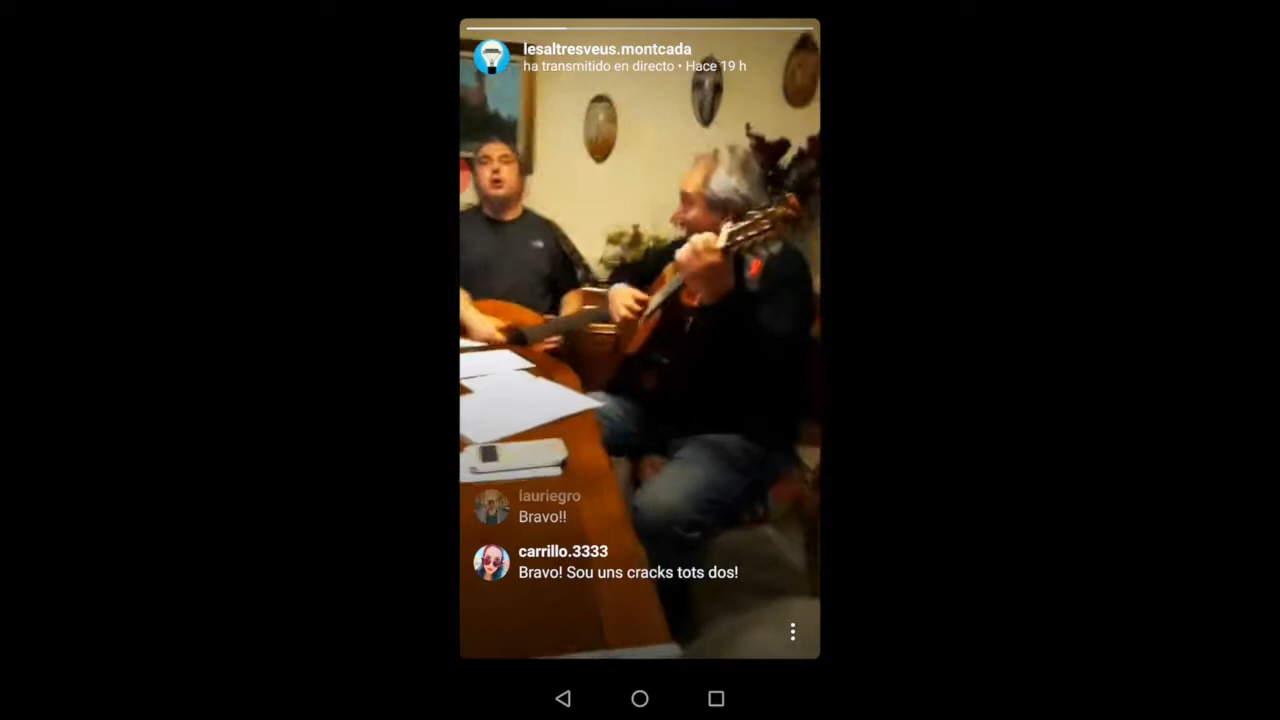 lesaltresveus.montcada
ha transmitido en directo • Hace 19 h
lauriegro
Bravo!!
carrillo.3333
Bravo! Sou uns cracks tots dos!